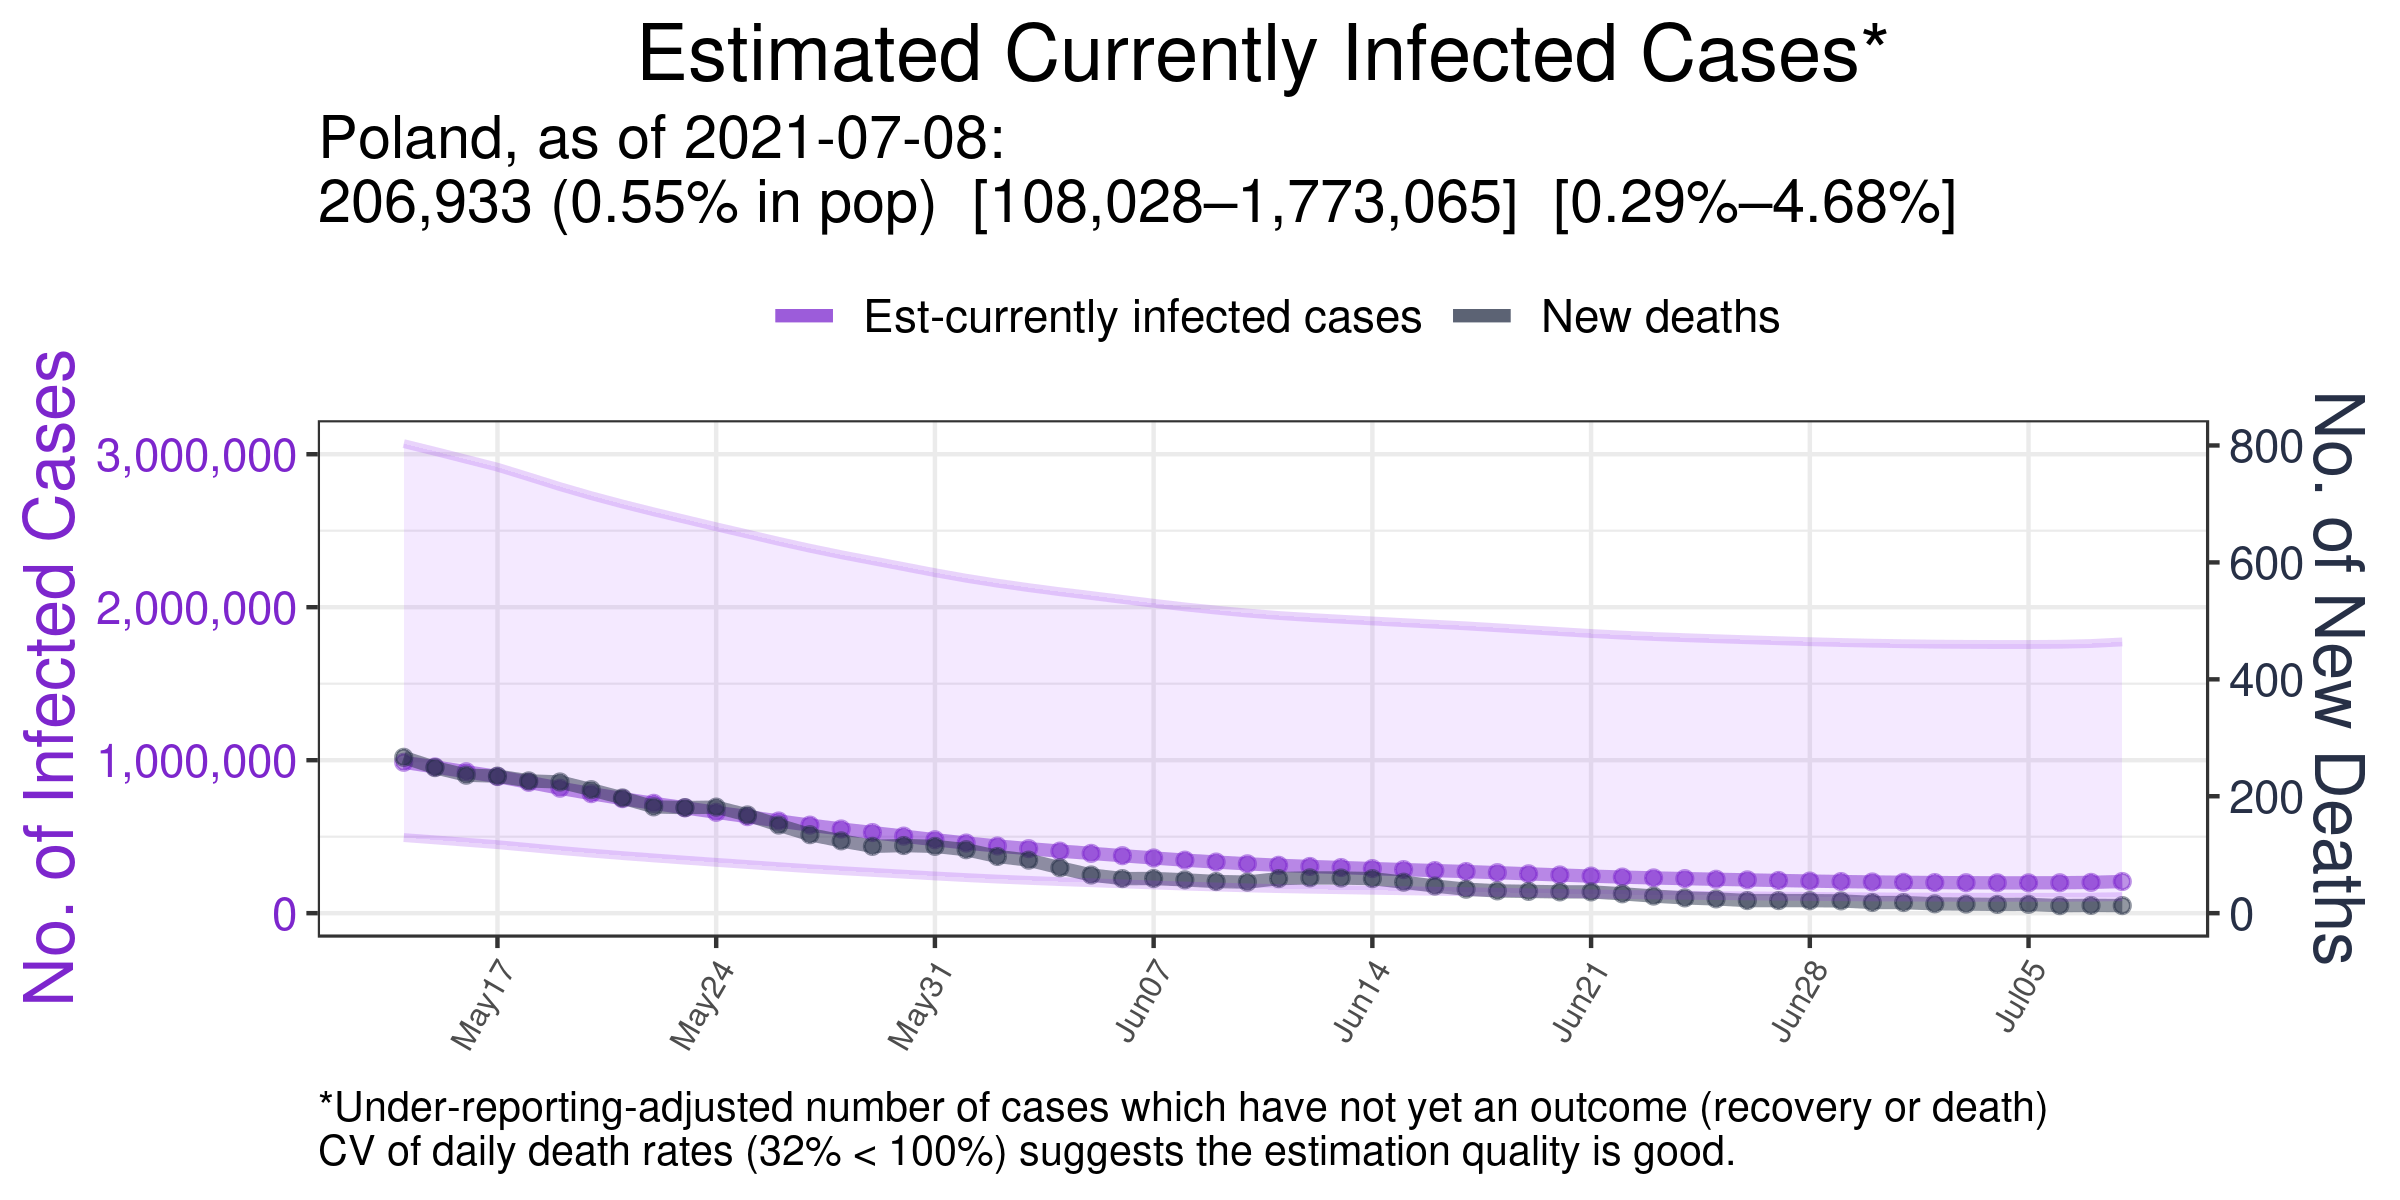 Estimated Currently Infected Cases*
Poland, as of 2021-07-08:
206,933 (0.55% in pop)  [108,028–1,773,065]  [0.29%–4.68%]
Est-currently infected cases
New deaths
No. of Infected Cases
3,000,000
2,000,000
1,000,000
0
800
600
400
200
0
No. of New Deaths
May17
May24
May31
Jun07
Jun14
Jun21
Jun28
Jul05
*Under-reporting-adjusted number of cases which have not yet an outcome (recovery or death)
CV of daily death rates (32% < 100%) suggests the estimation quality is good.